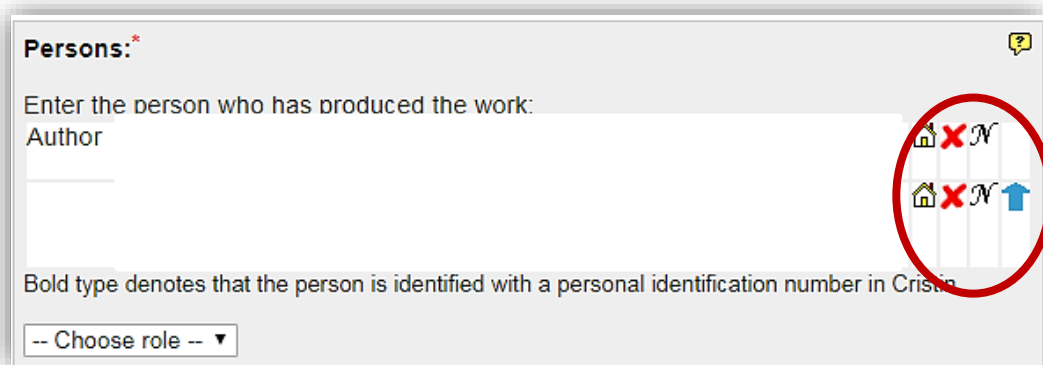 Persons:*
Enter the person who has produced the work:
Author
N
N
Bold type denotes that the person is identified with a personal identification number in Cristin
-- Choose role --